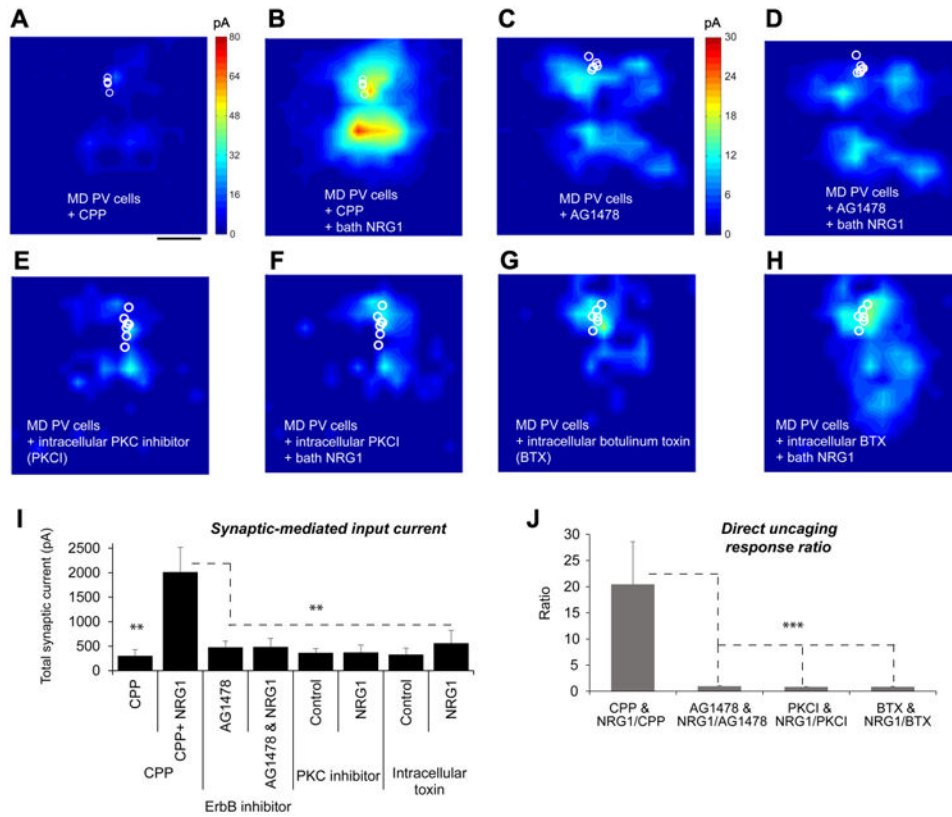 A
B
C
D
pA
80
64
48
32
16
0
pA
30
24
18
12
6
0
MD PV cells
+ CPP
MD PV cells
+ CPP
+ bath NRG1
MD PV cells
+ AG1478
MD PV cells
+ AG1478
+ bath NRG1
E
F
G
H
MD PV cells
+ intracellular PKC inhibitor
(PKCI)
MD PV cells
+ intracellular PKCI
+ bath NRG1
MD PV cells
+ intracellular botulinum toxin
(BTX)
MD PV cells
+ intracellular BTX
+ bath NRG1
I
Synaptic-mediated input current
Total synaptic current (pA)
2500
2000
1500
1000
500
0
**
**
CPP
CPP+ NRG1
AG1478
AG1478 & NRG1
Control
NRG1
Control
NRG1
CPP
ErbB inhibitor
PKC inhibitor
Intracellular
toxin
J
Direct uncaging
response ratio
Ratio
30
25
20
15
10
5
0
***
CPP &
NRG1/CPP
AG1478 &
NRG1/AG1478
PKCI &
NRG1/PKCI
BTX &
NRG1/BTX